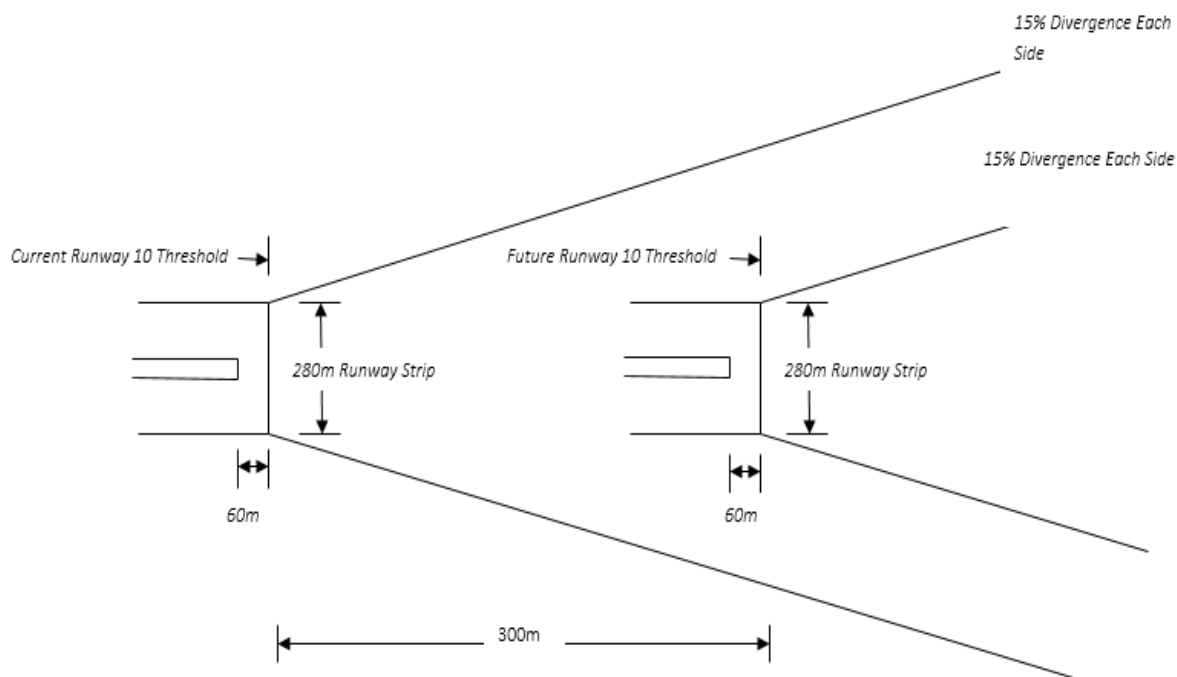 15% Divergence Each
Side
15% Divergence Each Side
Current Runway 10 Threshold
Future Runway 10 Threshold
280m Runway Strip
280m Runway Strip
60m
60m
300m